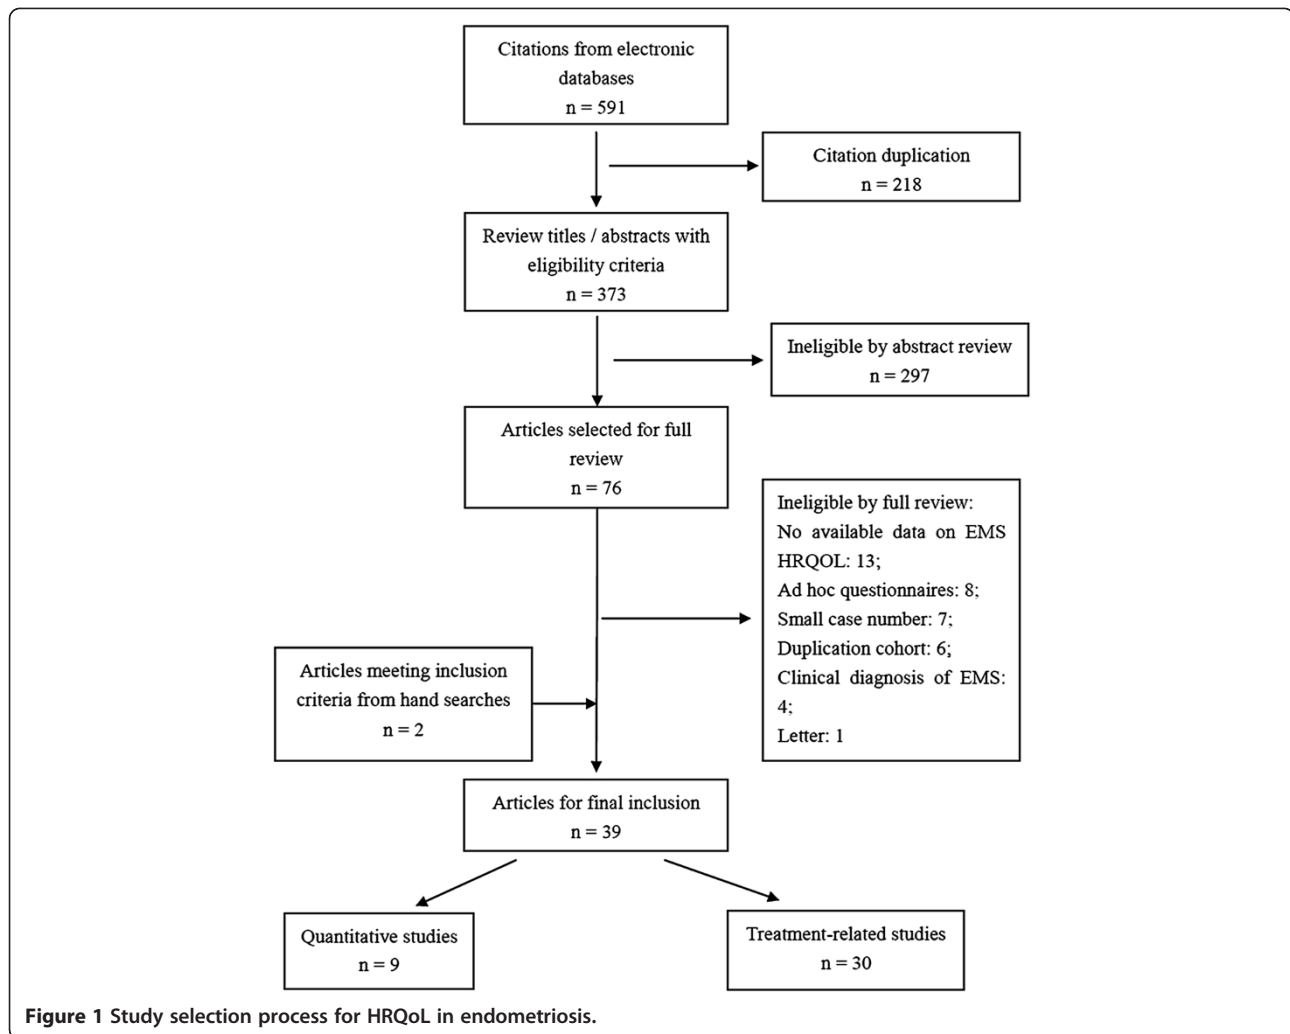 Citations from electronic
databases
n = 591
Citation duplication
n = 218
Review titles / abstracts with
eligibility criteria
n = 373
Ineligible by abstract review
n = 297
Articles selected for full
review
n = 76
Ineligible by full review:
No available data on EMS
HRQOL: 13;
Ad hoc questionnaires: 8;
Small case number: 7;
Duplication cohort: 6;
Clinical diagnosis of EMS:
4;
Letter: 1
Articles meeting inclusion
criteria from hand searches
n = 2
Articles for final inclusion
n = 39
Quantitative studies
n = 9
Treatment-related studies
n = 30
Figure 1 Study selection process for HRQoL in endometriosis.